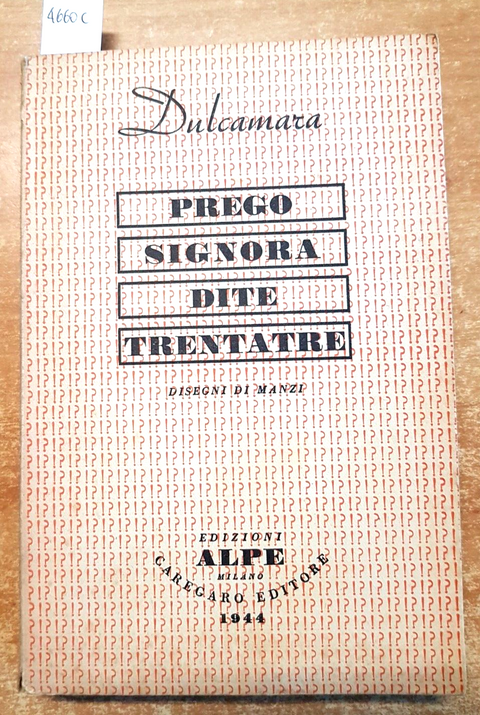 4660 C
Dulcamara
PREGO
SIGNORA
DITE
TRENTATRE
DISEGNI DI MANZI
EDIZIONI
ALPE
MILANO
CAREGARO EDITORE
1944